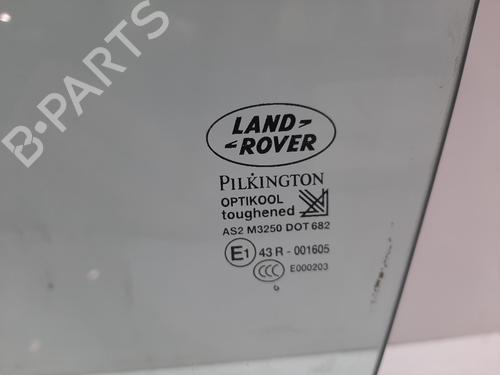 B-PARTS
LAND-
-ROVER
PILKINGTON
OPTIKOOL
toughened
AS2 M3250 DOT 682
E1 43 R - 001605
CCC E000203